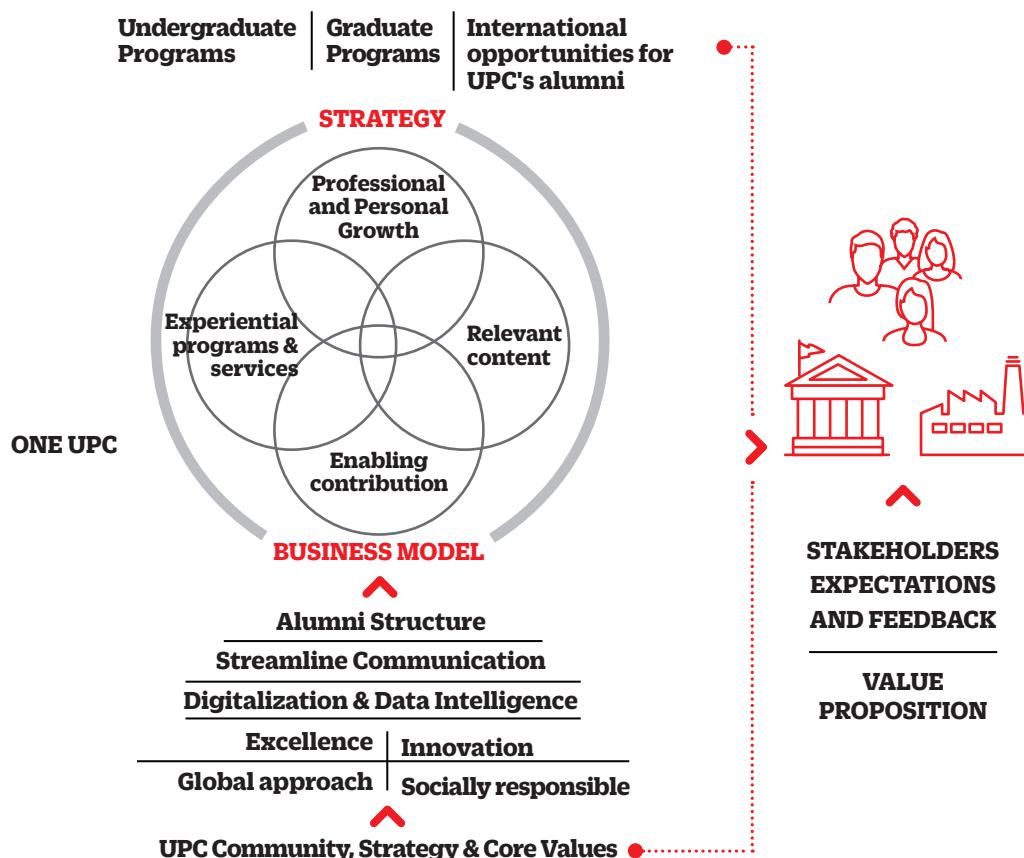 Undergraduate
Programs
Graduate
Programs
International
opportunities for
UPC's alumni
STRATEGY
Professional
and Personal
Growth
Experiential
programs &
services
Relevant
content
ONE UPC
Enabling
contribution
BUSINESS MODEL
Alumni Structure
Streamline Communication
Digitalization & Data Intelligence
Excellence
Innovation
Global approach
Socially responsible
UPC Community, Strategy & Core Values
STAKEHOLDERS
EXPECTATIONS
AND FEEDBACK
VALUE
PROPOSITION